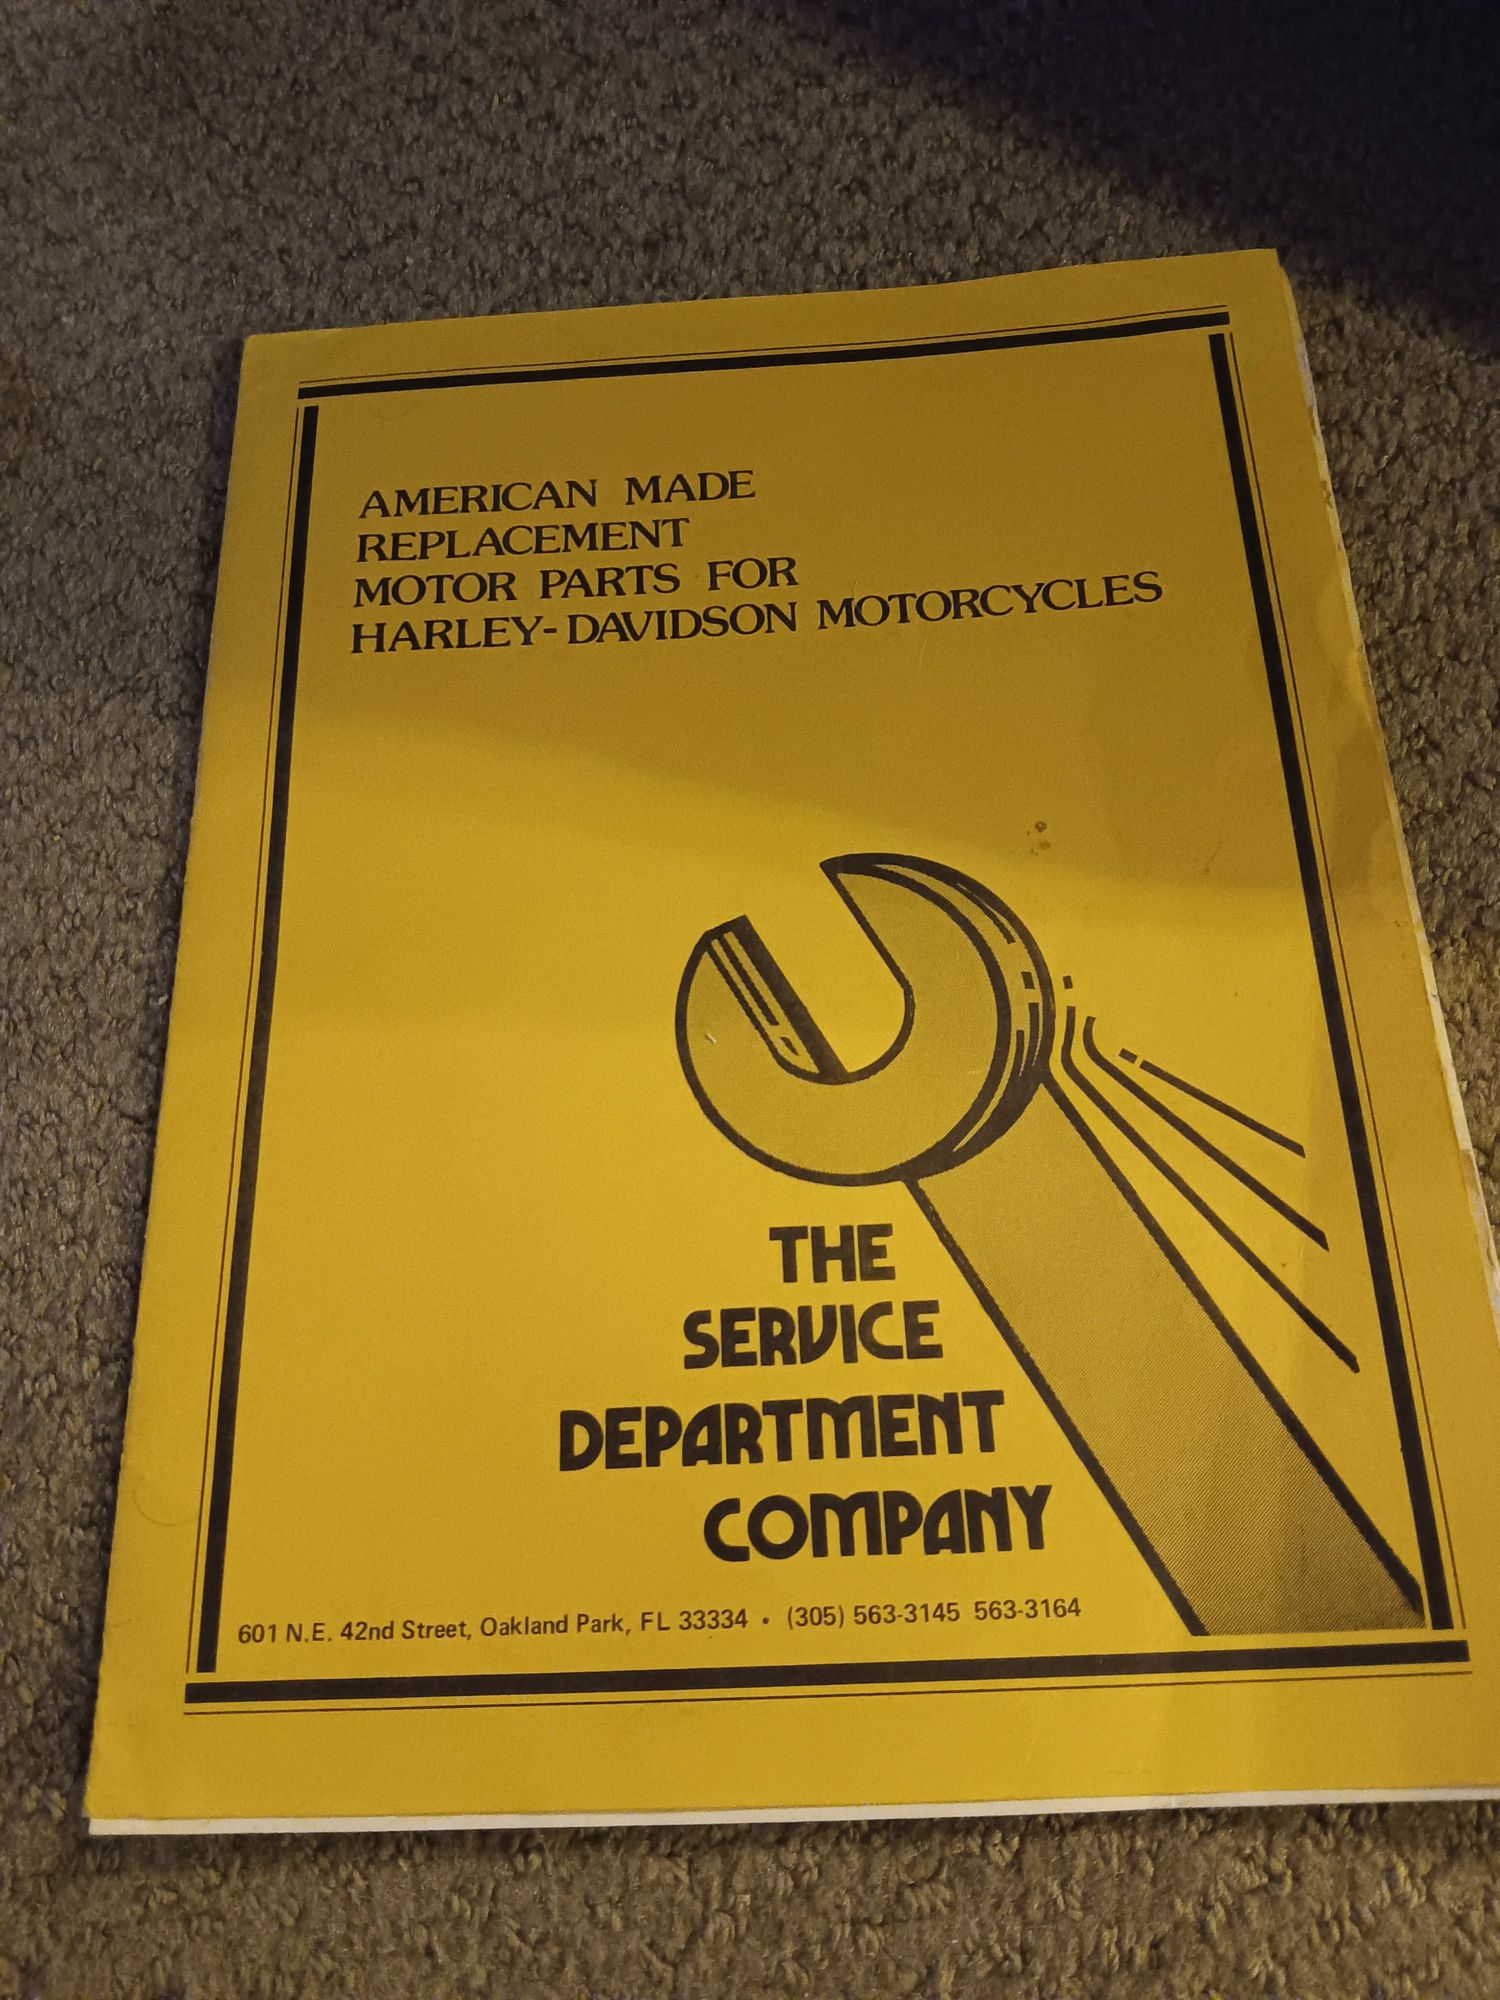 AMERICAN MADE
REPLACEMENT
MOTOR PARTS FOR
HARLEY-DAVIDSON MOTORCYCLES
THE
SERVICE
DEPARTMENT
COMPANY
601 N.E. 42nd Street, Oakland Park, FL 33334 • (305) 563-3145 563-3164